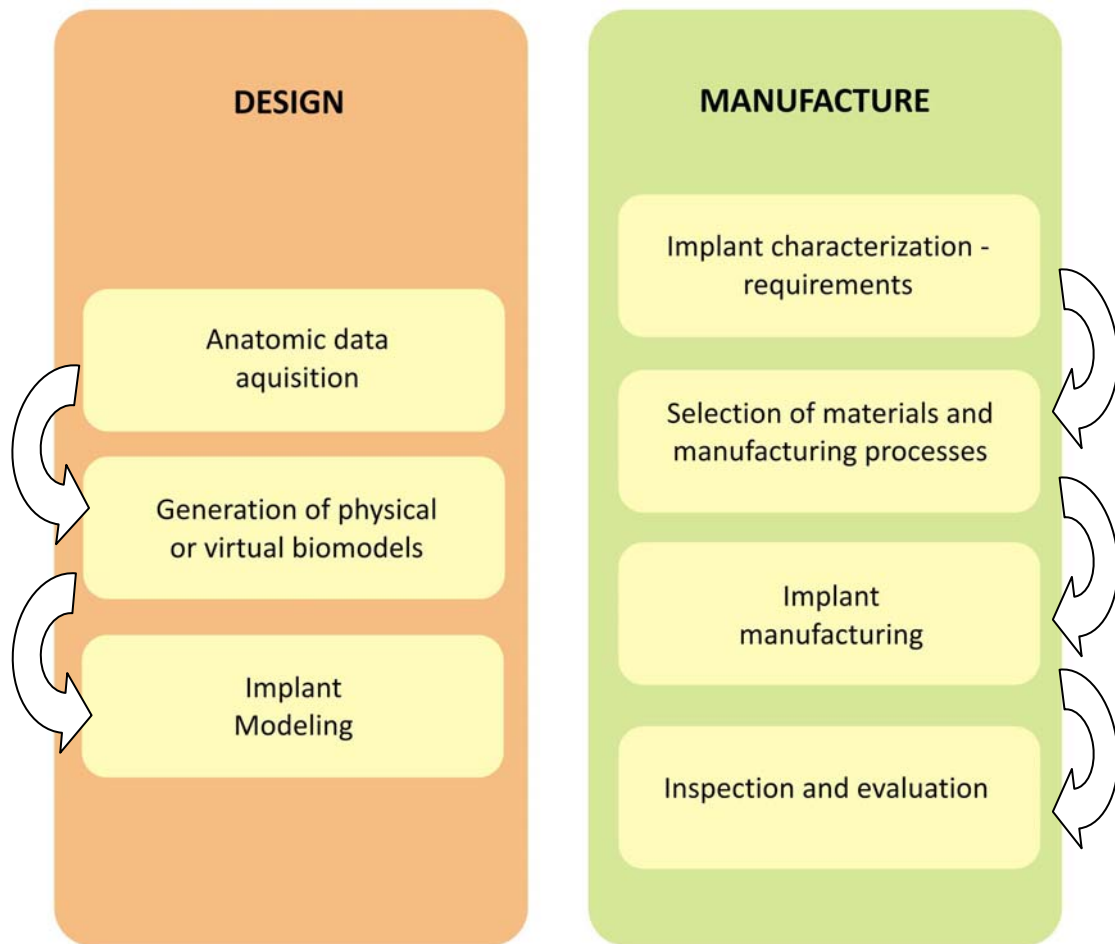 DESIGN
Anatomic data
aquisition
Generation of physical
or virtual biomodels
Implant
Modeling
MANUFACTURE
Implant characterization -
requirements
Selection of materials and
manufacturing processes
Implant
manufacturing
Inspection and evaluation